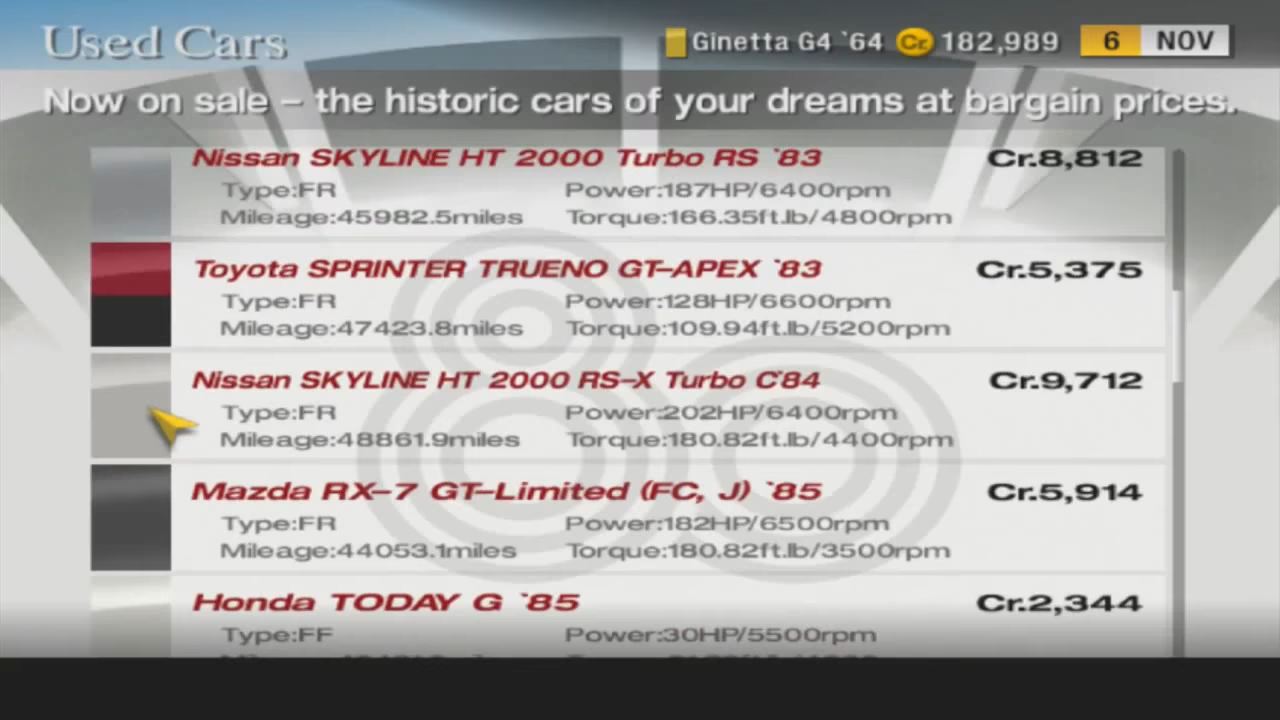 Used Cars
Ginetta G4 `64 Cr 182,989 6 NOV
Now on sale – the historic cars of your dreams at bargain prices.
Nissan SKYLINE HT 2000 Turbo RS `83 Cr.8,812
Type:FR Power:187HP/6400rpm
Mileage:45982.5miles Torque:166.35ft.lb/4800rpm
Toyota SPRINTER TRUENO GT-APEX `83 Cr.5,375
Type:FR Power:128HP/6600rpm
Mileage:47423.8miles Torque:109.94ft.lb/5200rpm
Nissan SKYLINE HT 2000 RS-X Turbo C`84 Cr.9,712
Type:FR Power:202HP/6400rpm
Mileage:48861.9miles Torque:180.82ft.lb/4400rpm
Mazda RX-7 GT-Limited (FC, J) `85 Cr.5,914
Type:FR Power:182HP/6500rpm
Mileage:44053.1miles Torque:180.82ft.lb/3500rpm
Honda TODAY G `85 Cr.2,344
Type:FF Power:30HP/5500rpm